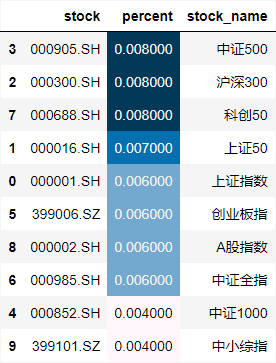 stock percent stock_name
3 000905.SH 0.008000 中证500
2 000300.SH 0.008000 沪深300
7 000688.SH 0.008000 科创50
1 000016.SH 0.007000 上证50
0 000001.SH 0.006000 上证指数
5 399006.SZ 0.006000 创业板指
8 000002.SH 0.006000 A股指数
6 000985.SH 0.006000 中证全指
4 000852.SH 0.004000 中证1000
9 399101.SZ 0.004000 中小综指